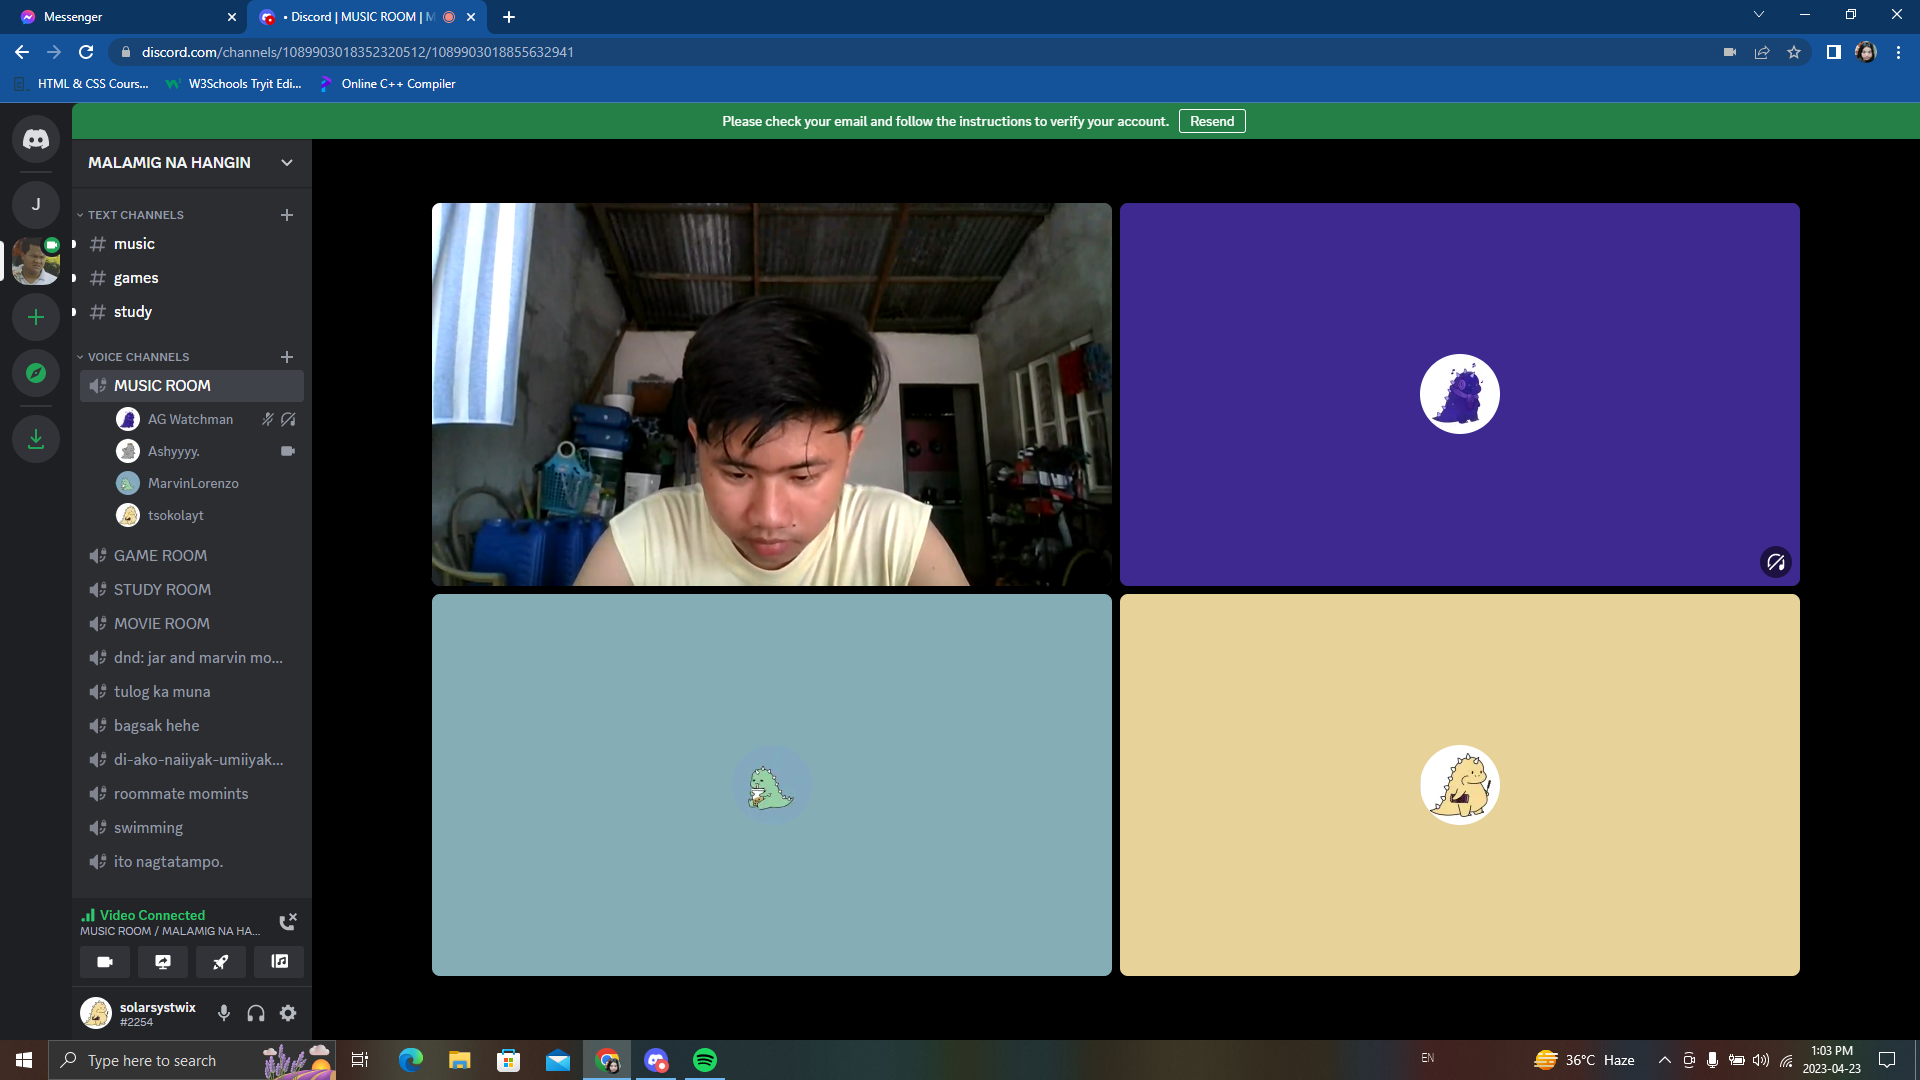 Messenger
• Discord | MUSIC ROOM | M
discord.com/channels/1089903018352320512/1089903018855632941
HTML & CSS Cours...
W3Schools Tryit Edi...
Online C++ Compiler
Please check your email and follow the instructions to verify your account.
Resend
MALAMIG NA HANGIN
J
TEXT CHANNELS
music
games
study
VOICE CHANNELS
MUSIC ROOM
AG Watchman
Ashyyyy.
MarvinLorenzo
tsokolayt
GAME ROOM
STUDY ROOM
MOVIE ROOM
dnd: jar and marvin mo...
tulog ka muna
bagsak hehe
di-ako-naiiyak-umiiyak...
roommate momints
swimming
ito nagtatampo.
Video Connected
MUSIC ROOM / MALAMIG NA HA...
solarsystwix
#2254
Type here to search
EN
36°C Haze
1:03 PM
2023-04-23